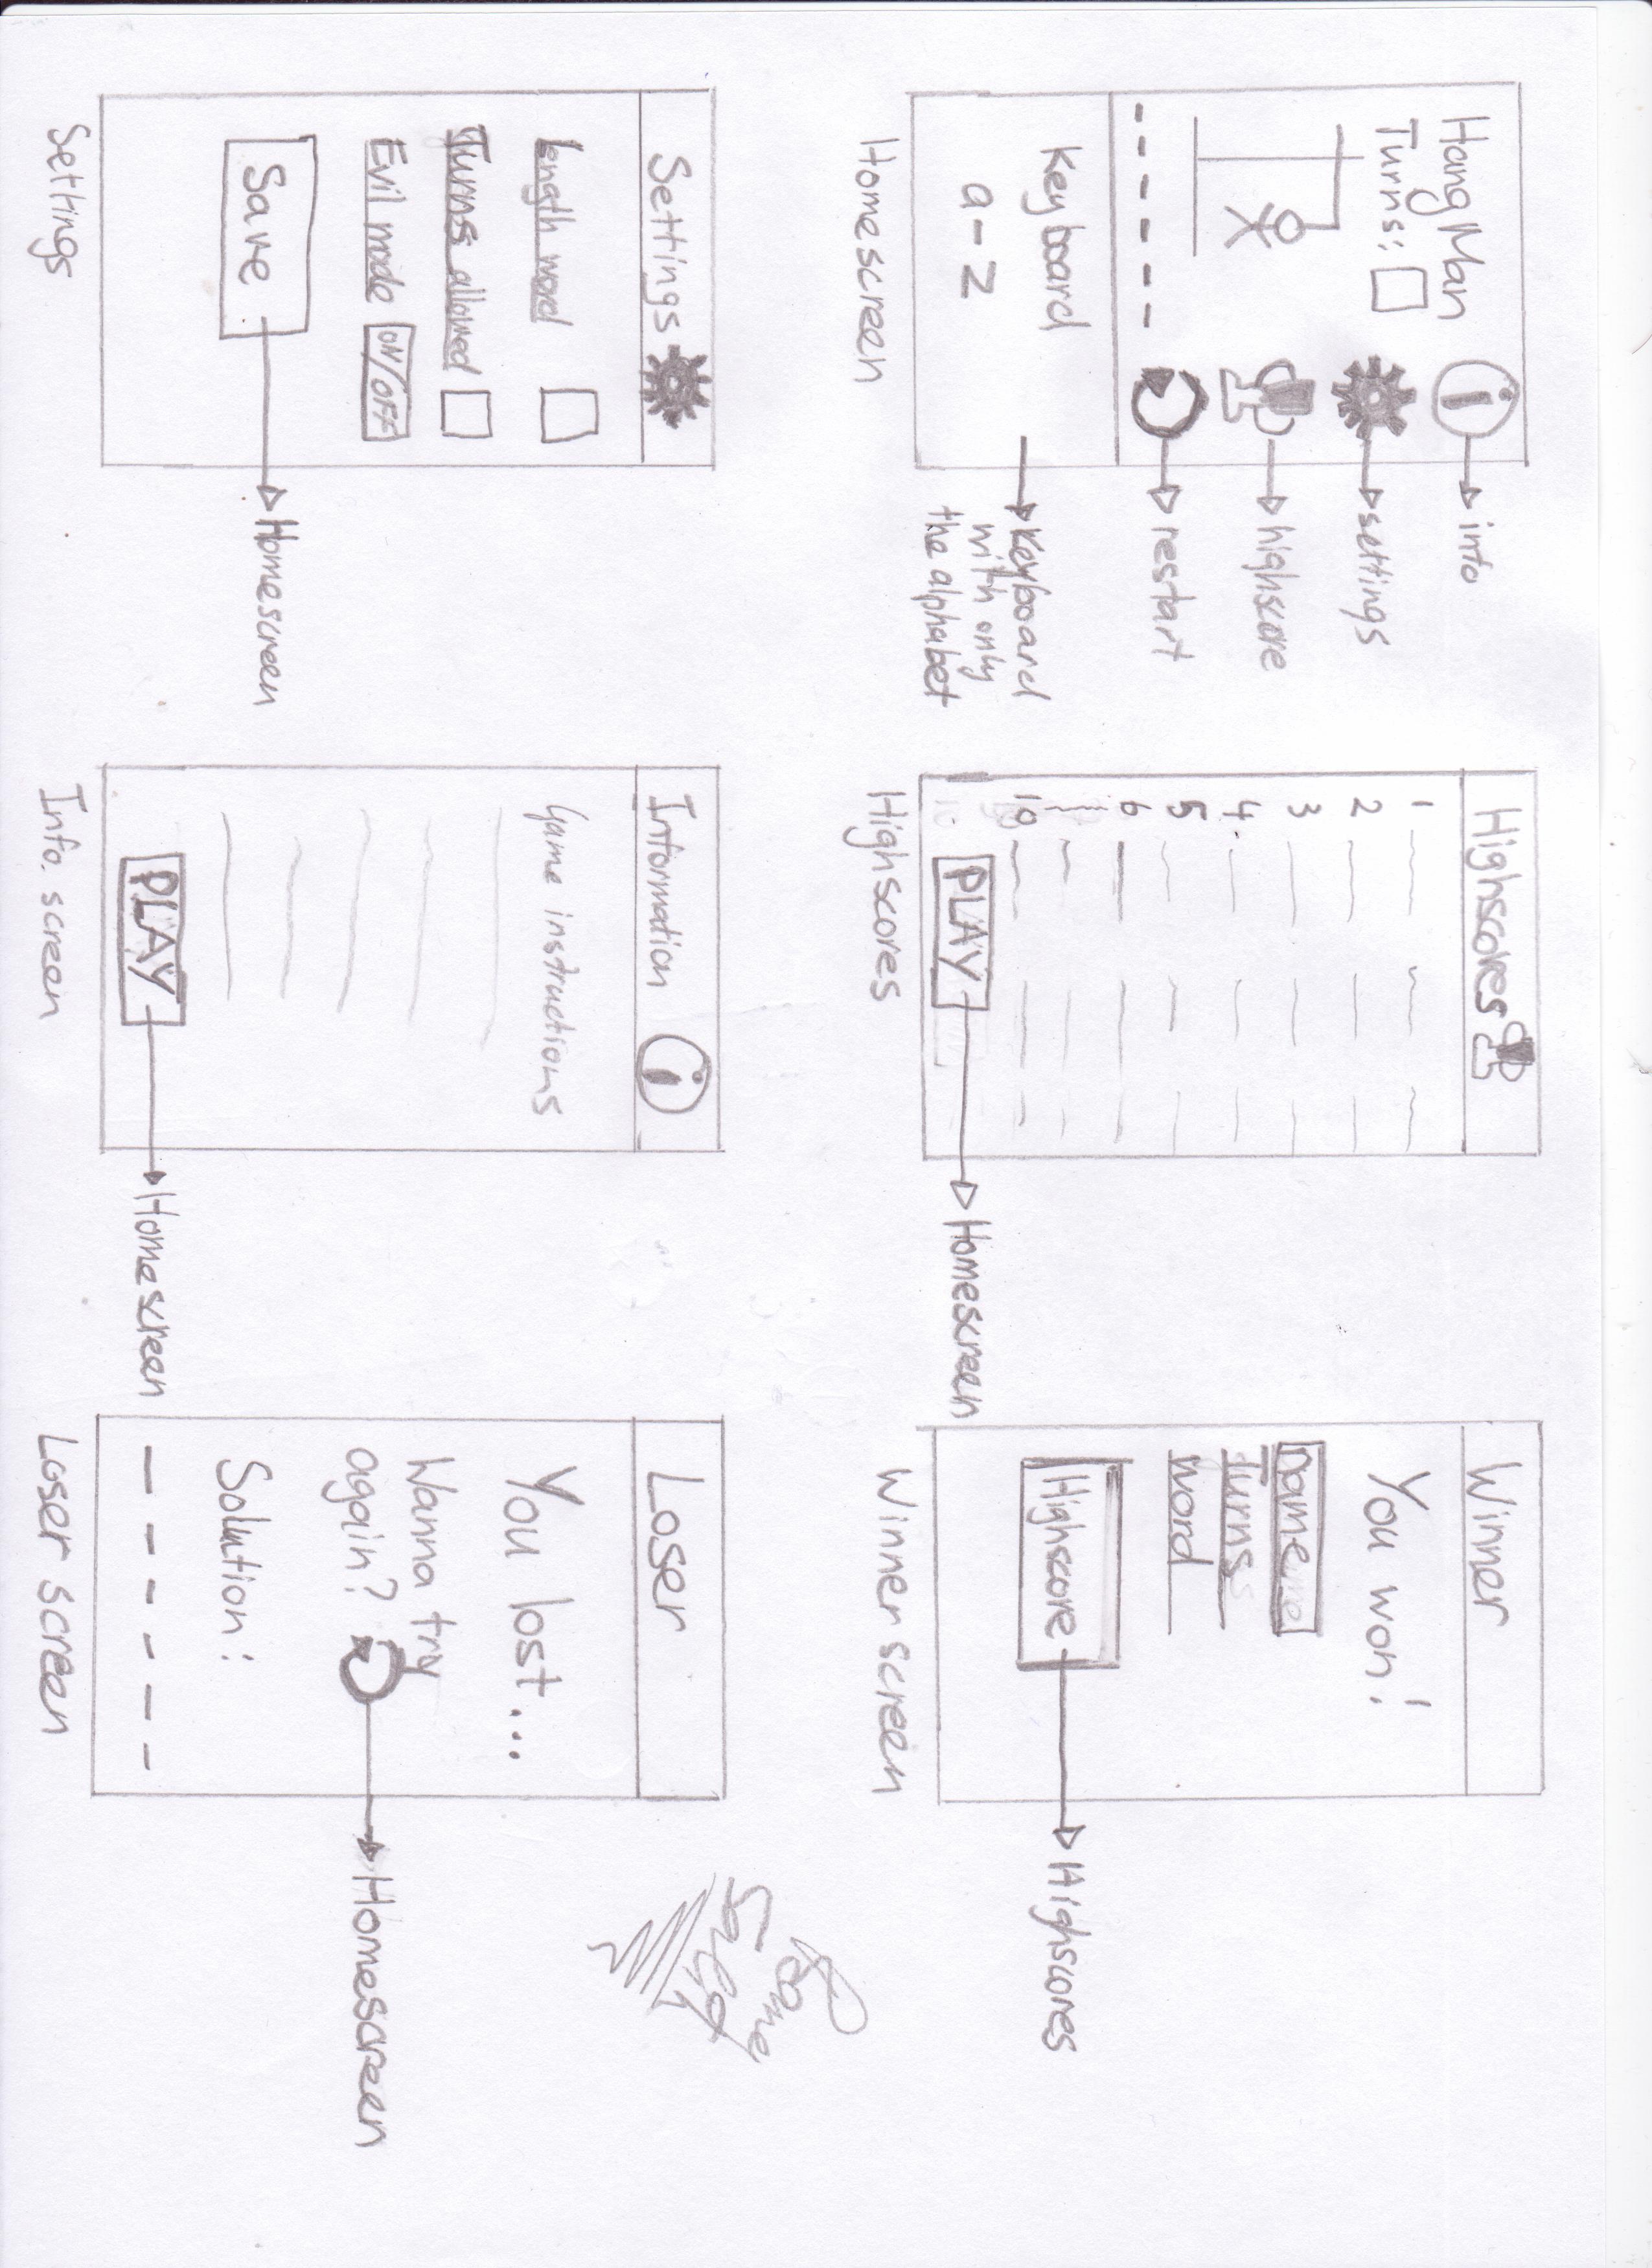 Hang Man
Turns:
i
info
settings
highscore
restart
Keyboard
a - z
Keyboard
with only
the alphabet
Homescreen
Highscores
1
2
3
4
5
6
10
PLAY
Homescreen
Highscores
Winner
You won!
name
Turns
word
Highscore
Highscores
Winner screen
Settings
Length word
Turns allowed
Evil mode ON/OFF
Save
Homescreen
Settings
Information i
Game instructions
PLAY
Homescreen
Info. screen
Loser
You lost...
Wanna try
again?
Homescreen
Solution:
Loser screen